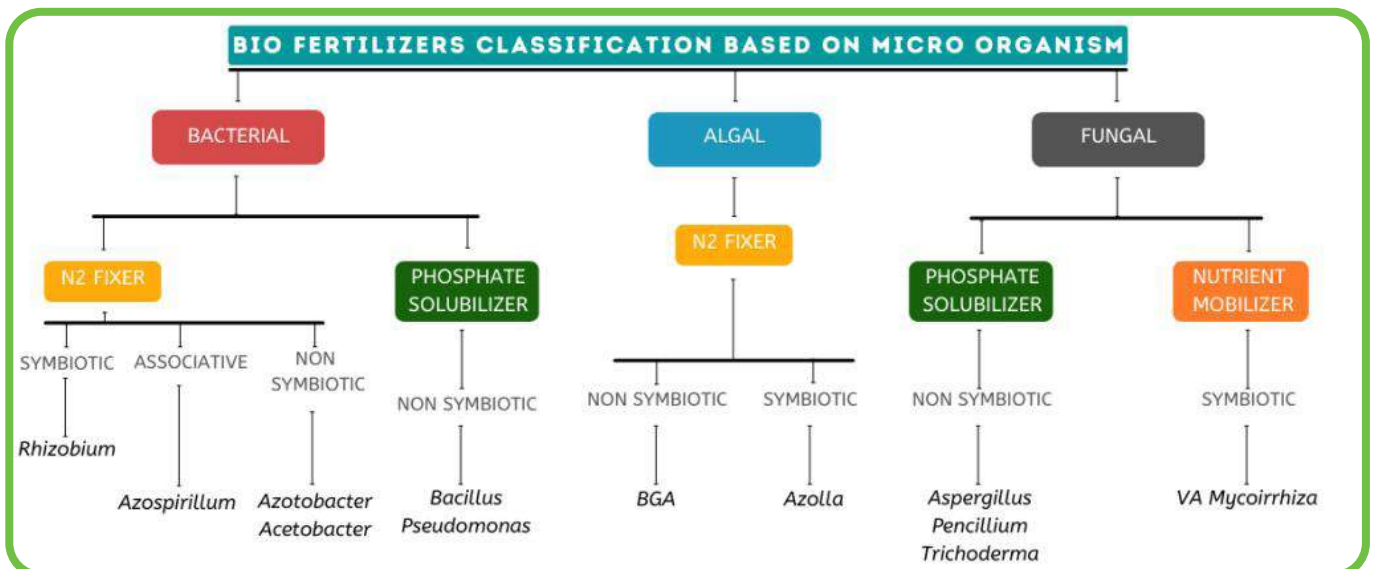 BIO FERTILIZERS CLASSIFICATION BASED ON MICRO ORGANISM
BACTERIAL
ALGAL
FUNGAL
N2 FIXER
PHOSPHATE
SOLUBILIZER
N2 FIXER
PHOSPHATE
SOLUBILIZER
NUTRIENT
MOBILIZER
SYMBIOTIC
ASSOCIATIVE
NON
SYMBIOTIC
NON SYMBIOTIC
NON SYMBIOTIC
SYMBIOTIC
NON SYMBIOTIC
SYMBIOTIC
Rhizobium
Azospirillum
Azotobacter
Acetobacter
Bacillus
Pseudomonas
BGA
Azolla
Aspergillus
Pencillium
Trichoderma
VA Mycoirrhiza